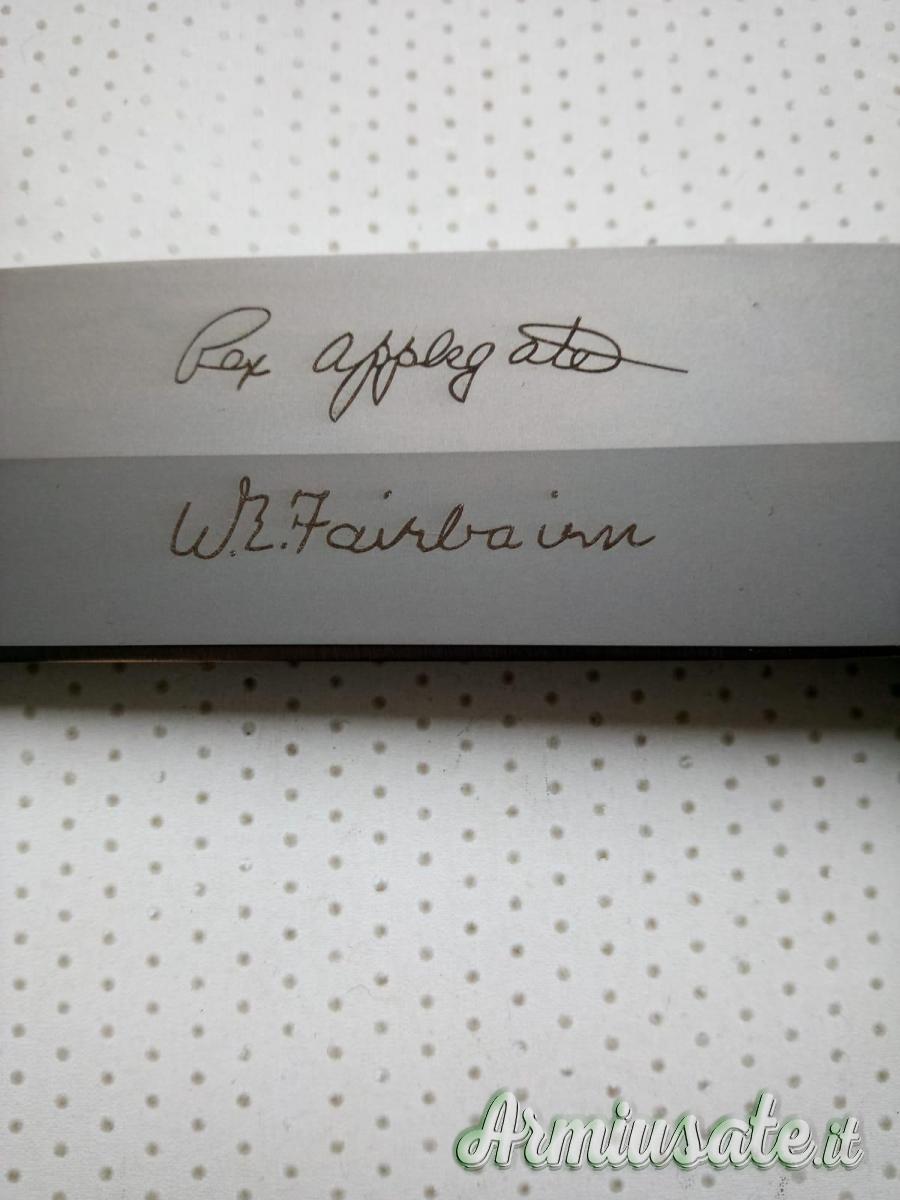 Rex Applegate
W.E. Fairbairn
Armiusate.it